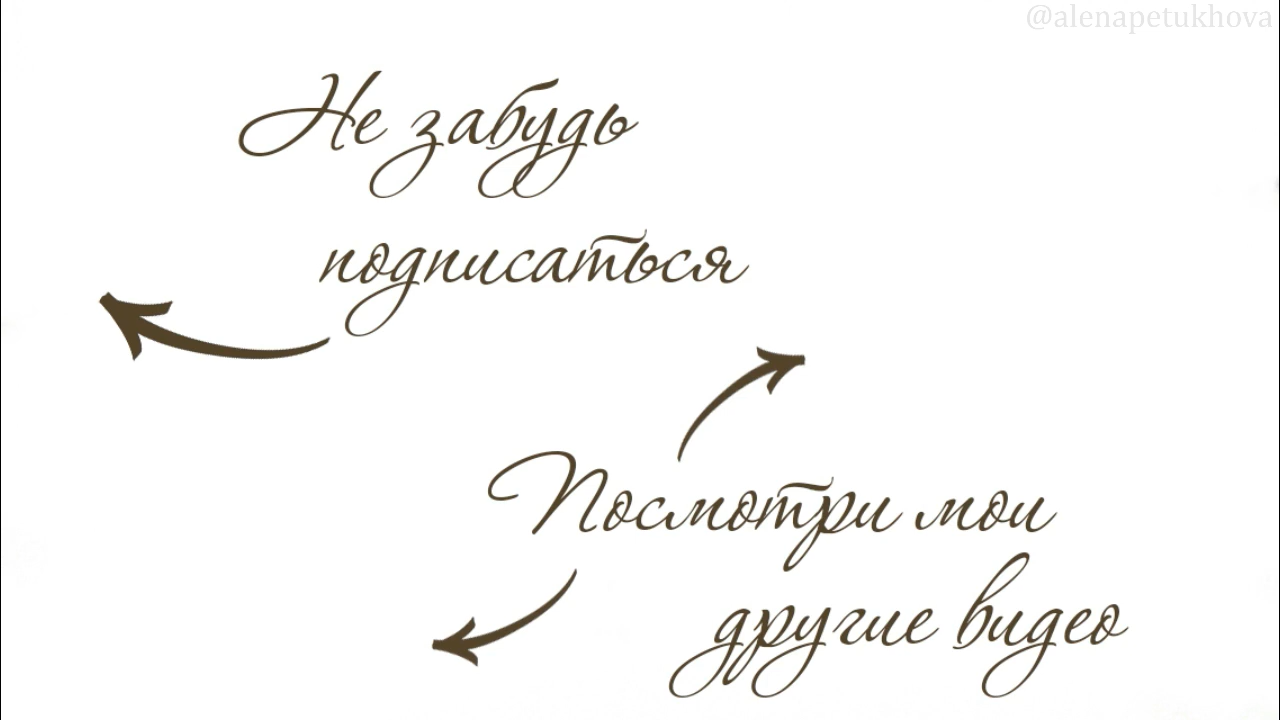 @alenapetukhova
Не забудь
подписаться
Посмотри мои
другие видео